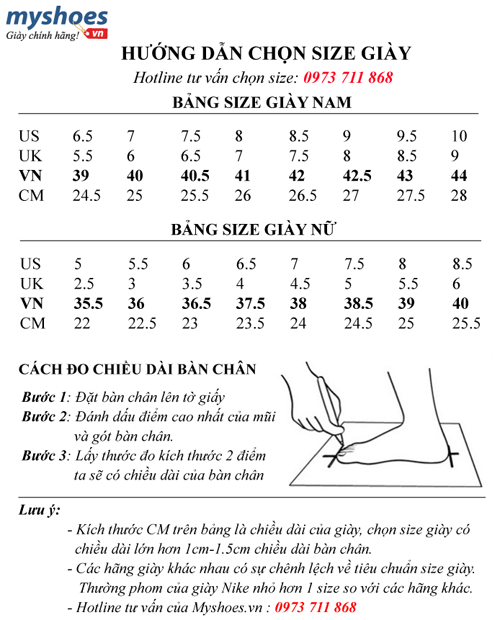 myshoes
.vn
Giày chính hãng!
HƯỚNG DẪN CHỌN SIZE GIÀY
Hotline tư vấn chọn size: 0973 711 868
BẢNG SIZE GIÀY NAM
US 6.5 7 7.5 8 8.5 9 9.5 10
UK 5.5 6 6.5 7 7.5 8 8.5 9
VN 39 40 40.5 41 42 42.5 43 44
CM 24.5 25 25.5 26 26.5 27 27.5 28
BẢNG SIZE GIÀY NỮ
US 5 5.5 6 6.5 7 7.5 8 8.5
UK 2.5 3 3.5 4 4.5 5 5.5 6
VN 35.5 36 36.5 37.5 38 38.5 39 40
CM 22 22.5 23 23.5 24 24.5 25 25.5
CÁCH ĐO CHIỀU DÀI BÀN CHÂN
Bước 1: Đặt bàn chân lên tờ giấy
Bước 2: Đánh dấu điểm cao nhất của mũi
và gót bàn chân.
Bước 3: Lấy thước đo kích thước 2 điểm
ta sẽ có chiều dài của bàn chân
Lưu ý:
- Kích thước CM trên bảng là chiều dài của giày, chọn size giày có
chiều dài lớn hơn 1cm-1.5cm chiều dài bàn chân.
- Các hãng giày khác nhau có sự chênh lệch về tiêu chuẩn size giày.
Thường phom của giày Nike nhỏ hơn 1 size so với các hãng khác.
- Hotline tư vấn của Myshoes.vn : 0973 711 868